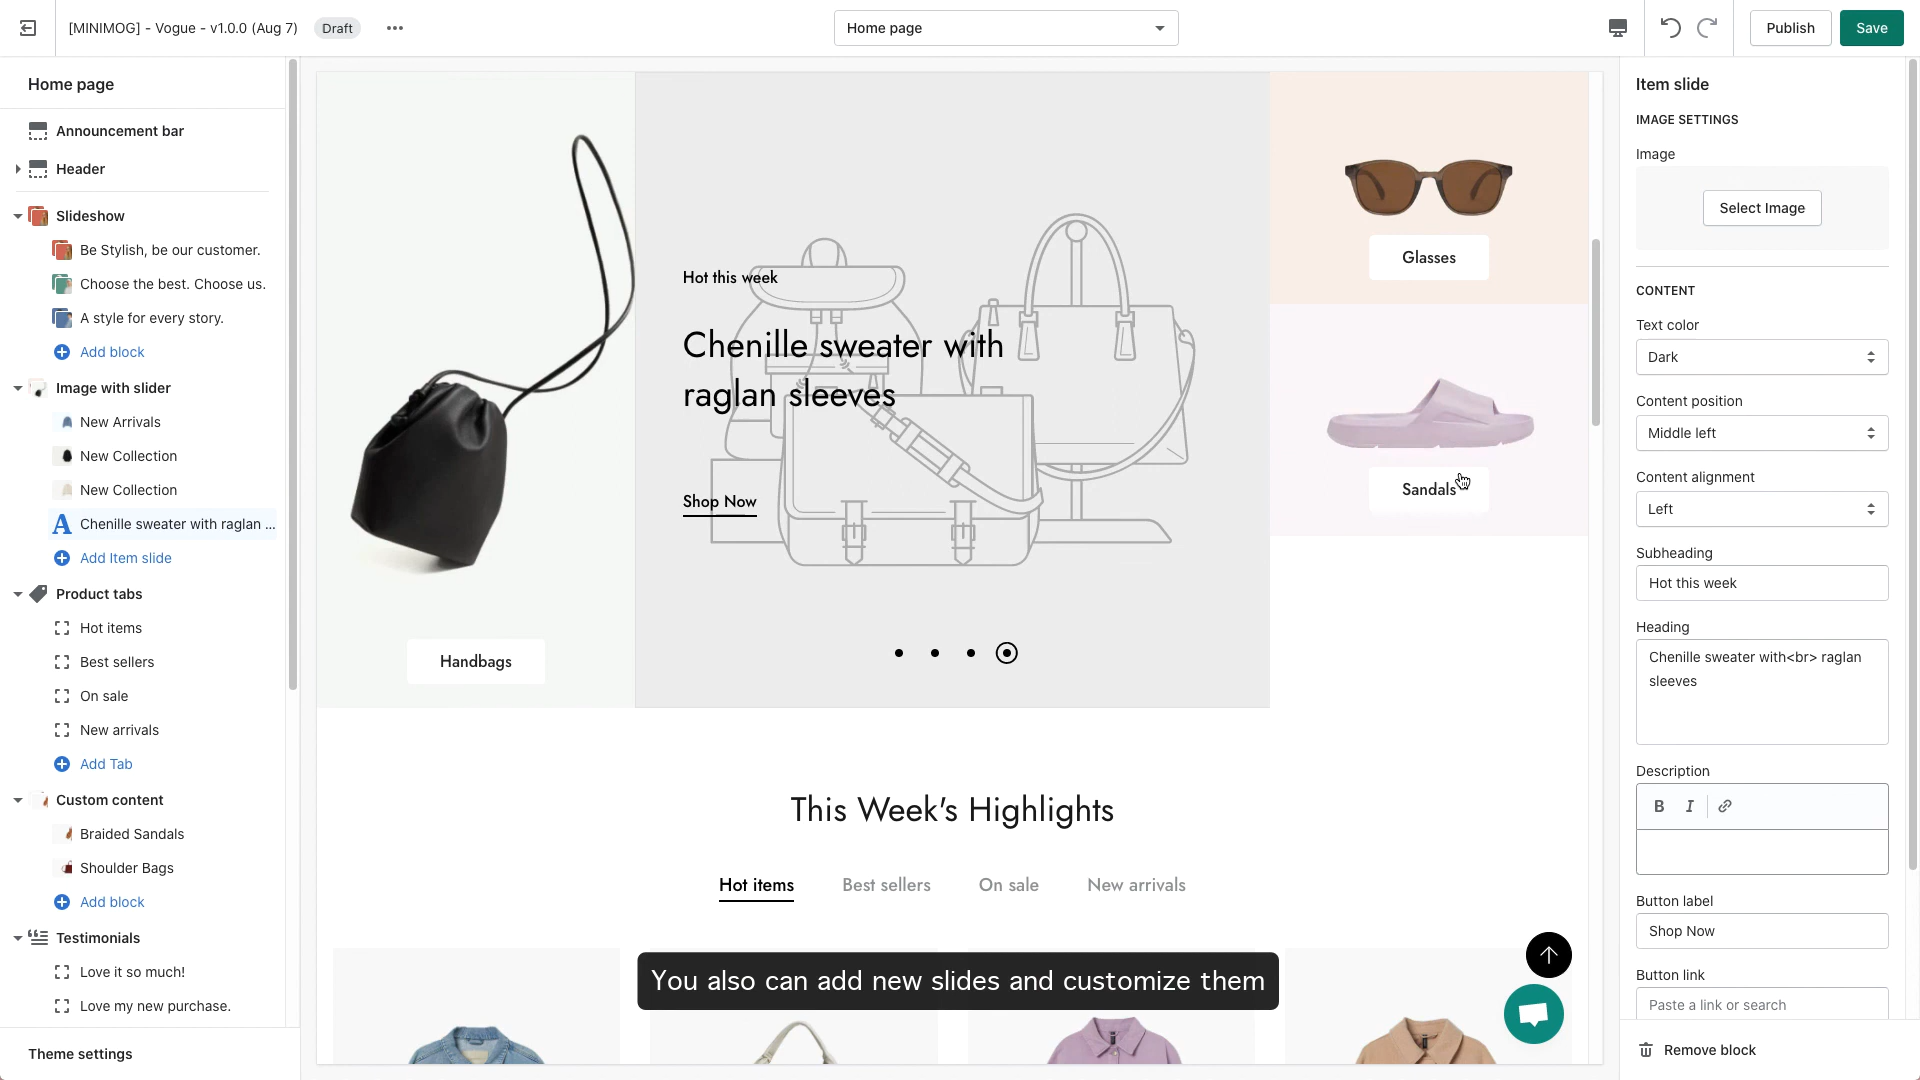 [MINIMOG] - Vogue - v1.0.0 (Aug 7)
Draft
Home page
Publish
Save
Home page
Announcement bar
Header
Slideshow
Be Stylish, be our customer.
Choose the best. Choose us.
A style for every story.
Add block
Image with slider
New Arrivals
New Collection
New Collection
Chenille sweater with raglan ...
Add Item slide
Product tabs
Hot items
Best sellers
On sale
New arrivals
Add Tab
Custom content
Braided Sandals
Shoulder Bags
Add block
Testimonials
Love it so much!
Love my new purchase.
Theme settings
Handbags
Hot this week
Chenille sweater with
raglan sleeves
Shop Now
Glasses
Sandals
This Week's Highlights
Hot items
Best sellers
On sale
New arrivals
You also can add new slides and customize them
Item slide
IMAGE SETTINGS
Image
Select Image
CONTENT
Text color
Dark
Content position
Middle left
Content alignment
Left
Subheading
Hot this week
Heading
Chenille sweater with<br> raglan
sleeves
Description
B I
Button label
Shop Now
Button link
Paste a link or search
Remove block